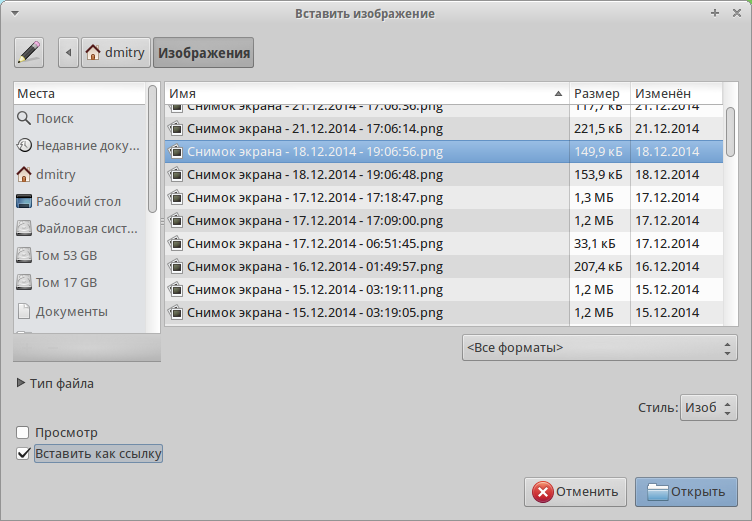 Вставить изображение
dmitry
Изображения
Места
Поиск
Недавние доку...
dmitry
Рабочий стол
Файловая сист...
Том 53 GB
Том 17 GB
Документы
Имя Размер Изменён
Снимок экрана - 21.12.2014 - 17:06:36.png 117,7 кБ 21.12.2014
Снимок экрана - 21.12.2014 - 17:06:14.png 221,5 кБ 21.12.2014
Снимок экрана - 18.12.2014 - 19:06:56.png 149,9 кБ 18.12.2014
Снимок экрана - 18.12.2014 - 19:06:48.png 153,9 кБ 18.12.2014
Снимок экрана - 17.12.2014 - 17:18:47.png 1,3 МБ 17.12.2014
Снимок экрана - 17.12.2014 - 17:09:00.png 1,2 МБ 17.12.2014
Снимок экрана - 17.12.2014 - 06:51:45.png 33,1 кБ 17.12.2014
Снимок экрана - 16.12.2014 - 01:49:57.png 207,4 кБ 16.12.2014
Снимок экрана - 15.12.2014 - 03:19:11.png 1,2 МБ 15.12.2014
Снимок экрана - 15.12.2014 - 03:19:05.png 1,2 МБ 15.12.2014
<Все форматы>
Тип файла
Стиль: Изоб
Просмотр
Вставить как ссылку
Отменить
Открыть